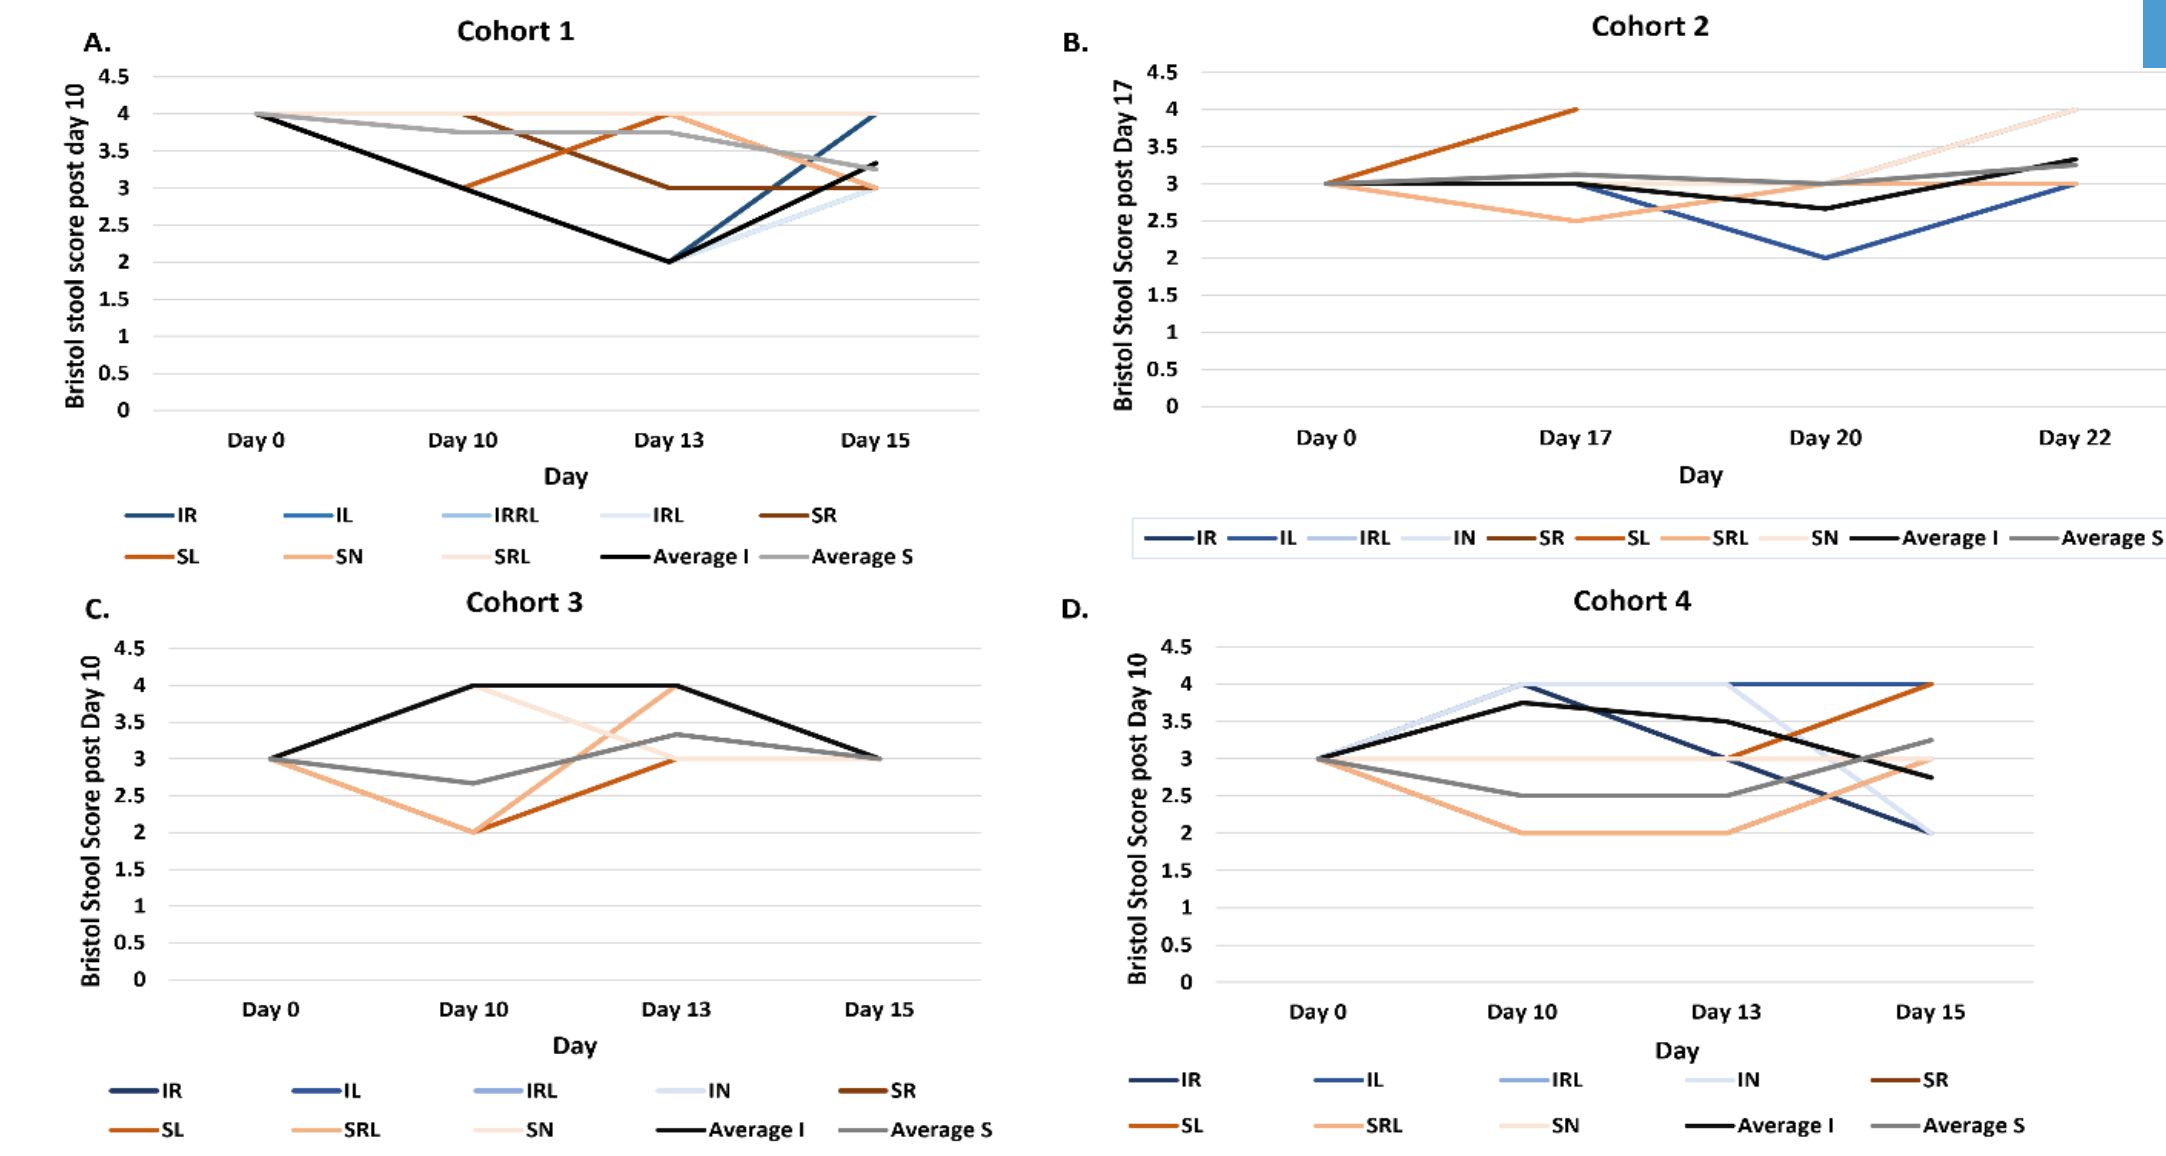 A.
Cohort 1
Bristol stool score post day 10
4.5
4
3.5
3
2.5
2
1.5
1
0.5
0
Day 0 Day 10 Day 13 Day 15
Day
IR IL IRRL IRL SR
SL SN SRL Average I Average S
B.
Cohort 2
Bristol Stool Score post Day 17
4.5
4
3.5
3
2.5
2
1.5
1
0.5
0
Day 0 Day 17 Day 20 Day 22
Day
IR IL IRL IN SR SL SRL SN Average I Average S
C.
Cohort 3
Bristol Stool Score post Day 10
4.5
4
3.5
3
2.5
2
1.5
1
0.5
0
Day 0 Day 10 Day 13 Day 15
Day
IR IL IRL IN SR
SL SRL SN Average I Average S
D.
Cohort 4
Bristol Stool Score post Day 10
4.5
4
3.5
3
2.5
2
1.5
1
0.5
0
Day 0 Day 10 Day 13 Day 15
Day
IR IL IRL IN SR
SL SRL SN Average I Average S